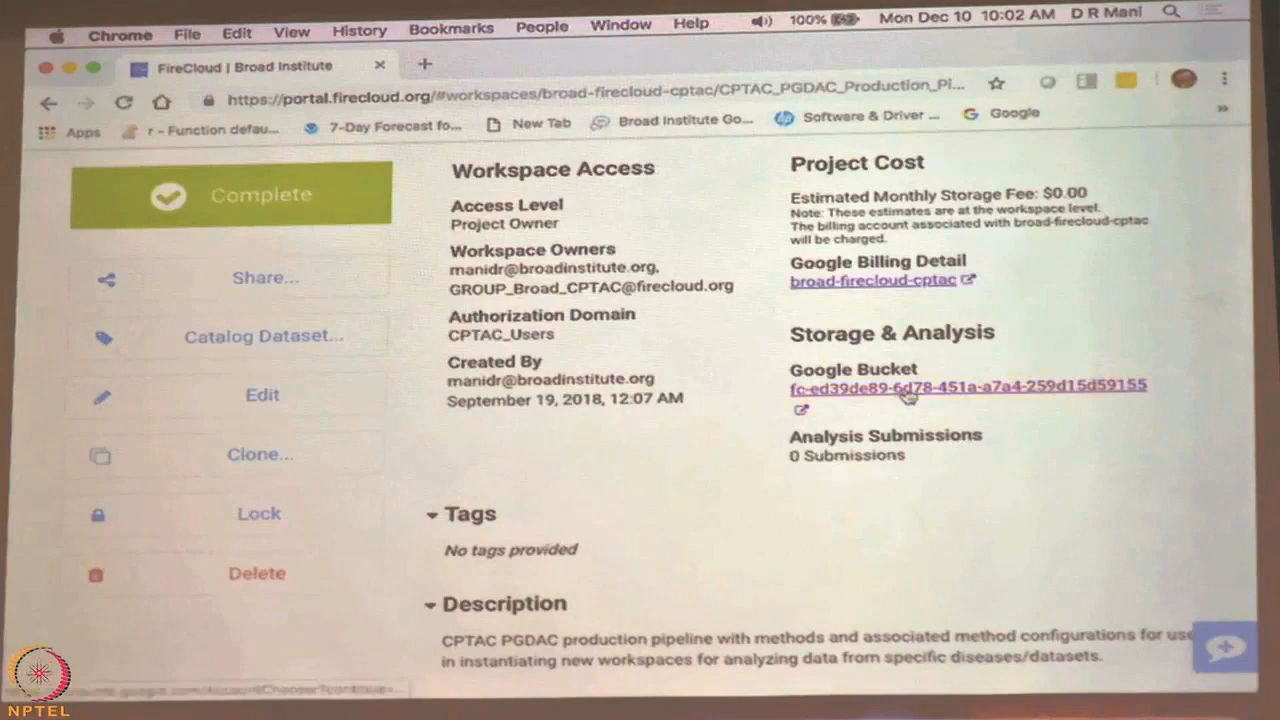 Chrome File Edit View History Bookmarks People Window Help 100% Mon Dec 10 10:02 AM D R Mani
FireCloud | Broad Institute
https://portal.firecloud.org/#workspaces/broad-firecloud-cptac/CPTAC_PGDAC_Production_Pi...
Apps r - Function defau... 7-Day Forecast fo... New Tab Broad Institute Go... Software & Driver ... Google
Complete
Share...
Catalog Dataset...
Edit
Clone...
Lock
Delete
Workspace Access
Access Level
Project Owner
Workspace Owners
manidr@broadinstitute.org,
GROUP_Broad_CPTAC@firecloud.org
Authorization Domain
CPTAC_Users
Created By
manidr@broadinstitute.org
September 19, 2018, 12:07 AM
Project Cost
Estimated Monthly Storage Fee: $0.00
Note: These estimates are at the workspace level.
The billing account associated with broad-firecloud-cptac
will be charged.
Google Billing Detail
broad-firecloud-cptac
Storage & Analysis
Google Bucket
fc-ed39de89-6d78-451a-a7a4-259d15d59155
Analysis Submissions
0 Submissions
Tags
No tags provided
Description
CPTAC PGDAC production pipeline with methods and associated method configurations for use
in instantiating new workspaces for analyzing data from specific diseases/datasets.
NPTEL